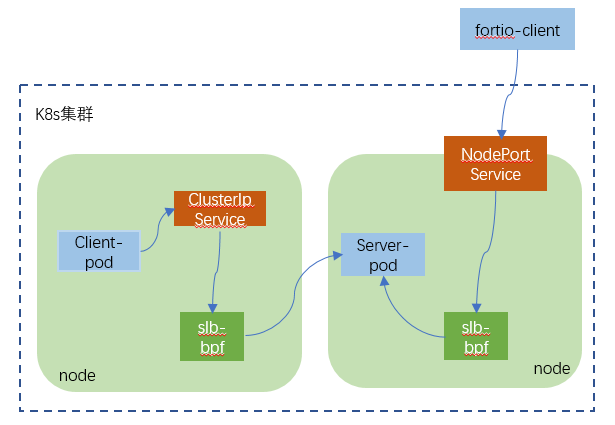 fortio-client
K8s集群
NodePort
Service
ClusterIp
Service
Client-
pod
Server-
pod
slb-
bpf
slb-
bpf
node
node